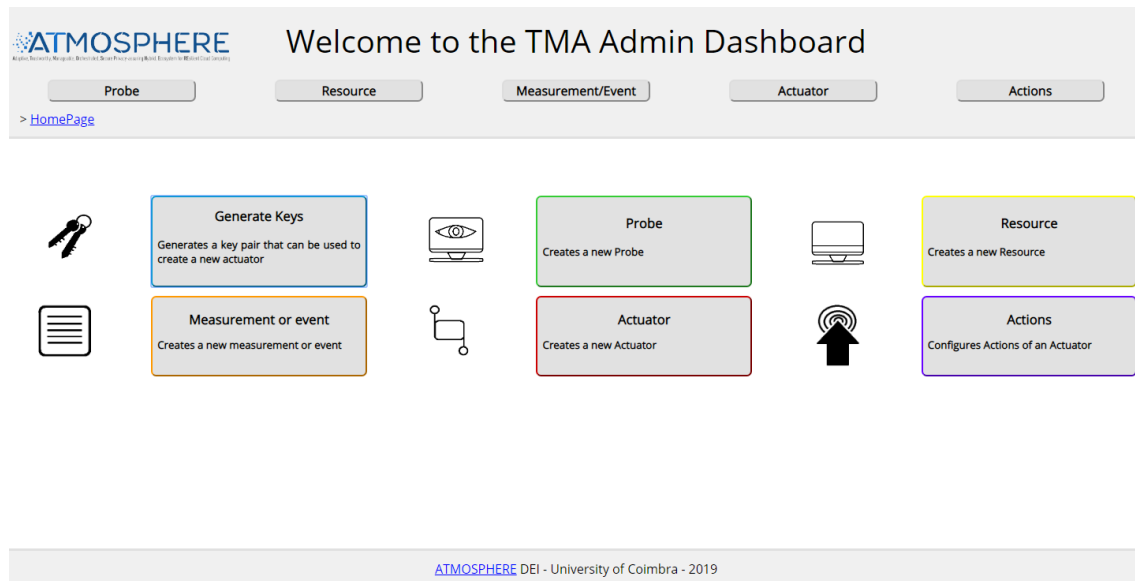 ATMOSPHERE
Welcome to the TMA Admin Dashboard
Probe
Resource
Measurement/Event
Actuator
Actions
> HomePage
Generate Keys
Generates a key pair that can be used to
create a new actuator
Probe
Creates a new Probe
Resource
Creates a new Resource
Measurement or event
Creates a new measurement or event
Actuator
Creates a new Actuator
Actions
Configures Actions of an Actuator
ATMOSPHERE DEI - University of Coimbra - 2019